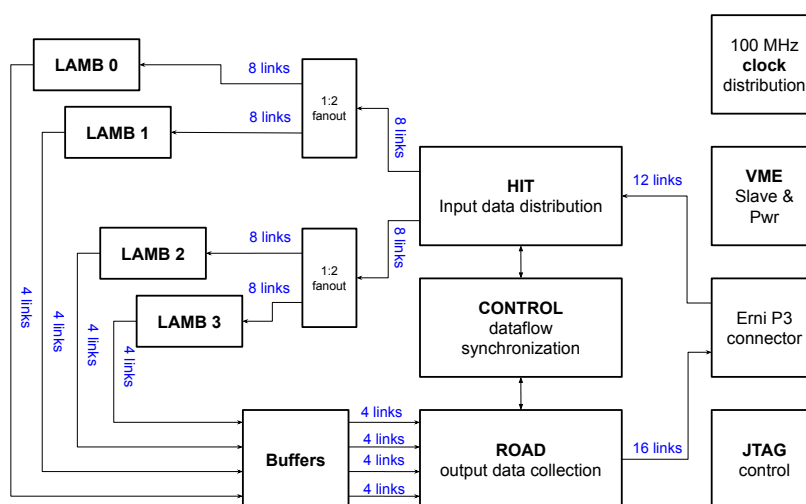 LAMB 0
8 links
1:2
fanout
8 links
LAMB 1
8 links
100 MHz
clock
distribution
HIT
Input data distribution
12 links
VME
Slave &
Pwr
LAMB 2
8 links
1:2
fanout
8 links
LAMB 3
8 links
CONTROL
dataflow
synchronization
Erni P3
connector
4 links
4 links
4 links
4 links
Buffers
4 links
4 links
4 links
4 links
ROAD
output data collection
16 links
JTAG
control